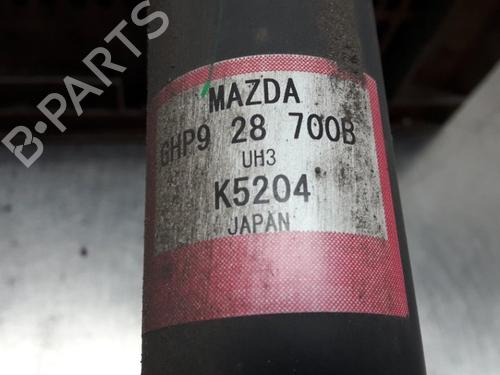 B-PARTS
MAZDA
GHP9 28 700B
UH3
K5204
JAPAN